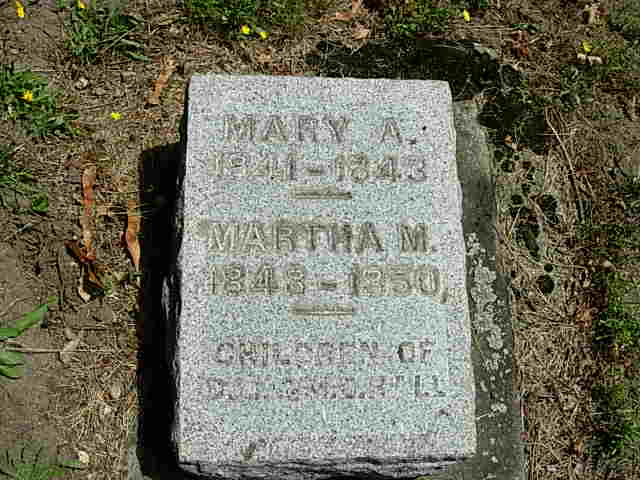 MARY A.
1841-1843
MARTHA M.
1848-1850
CHILDREN OF